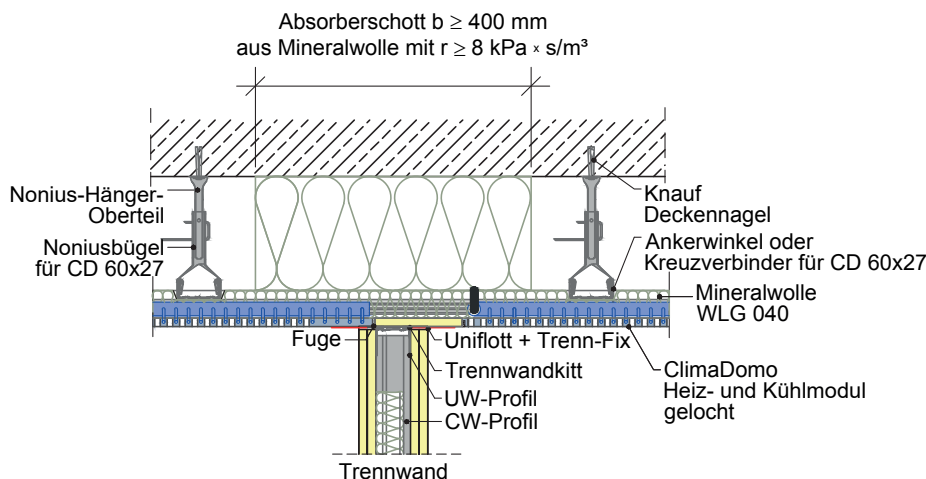 Absorberschott b ≥ 400 mm
aus Mineralwolle mit r ≥ 8 kPa × s/m³
Nonius-Hänger-
Oberteil
Noniusbügel
für CD 60x27
Knauf
Deckennagel
Ankerwinkel oder
Kreuzverbinder für CD 60x27
Mineralwolle
WLG 040
Fuge
Uniflott + Trenn-Fix
Trennwandkitt
UW-Profil
CW-Profil
ClimaDomo
Heiz- und Kühlmodul
gelocht
Trennwand